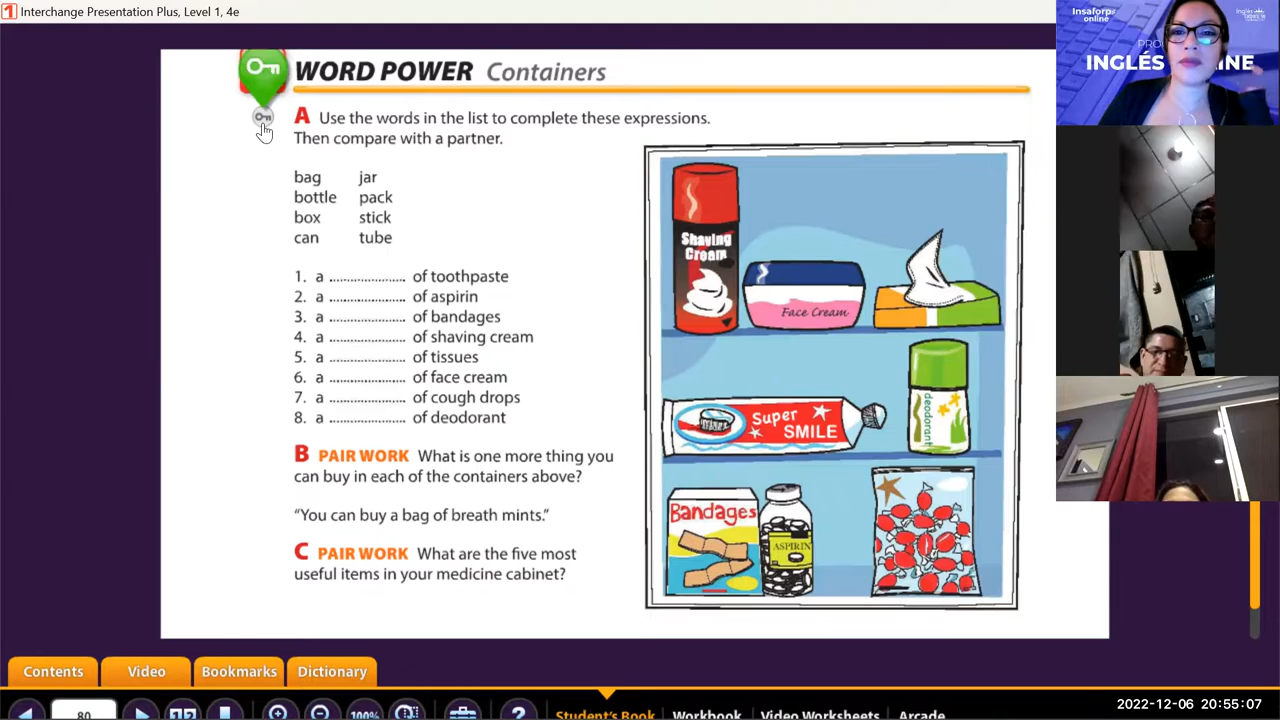 Interchange Presentation Plus, Level 1, 4e
WORD POWER Containers
A Use the words in the list to complete these expressions.
Then compare with a partner.
bag jar
bottle pack
box stick
can tube
1. a .................... of toothpaste
2. a .................... of aspirin
3. a .................... of bandages
4. a .................... of shaving cream
5. a .................... of tissues
6. a .................... of face cream
7. a .................... of cough drops
8. a .................... of deodorant
B PAIR WORK What is one more thing you
can buy in each of the containers above?
"You can buy a bag of breath mints."
C PAIR WORK What are the five most
useful items in your medicine cabinet?
Shaving
Cream
Face Cream
Super
SMILE
deodorant
Bandages
ASPIRIN
Insaforp
online
INGLÉS
Contents Video Bookmarks Dictionary
80
100%
Student's Book Workbook Video Worksheets Arcade
2022-12-06 20:55:07